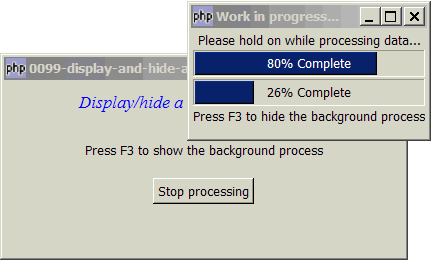 php Work in progress...
Please hold on while processing data...
80% Complete
26% Complete
Press F3 to hide the background process
php 0099-display-and-hide-
Display/hide a
Press F3 to show the background process
Stop processing